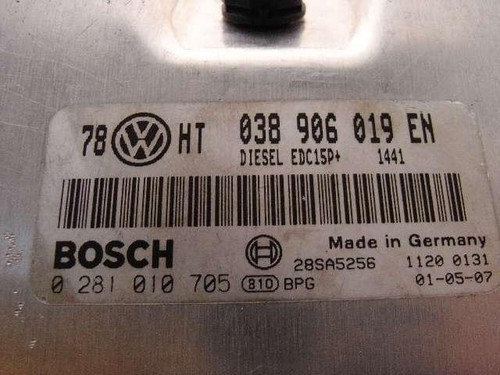 78 VW HT 038 906 019 EN
DIESEL EDC15P+ 1441
BOSCH Made in Germany
28SA5256 1120 0131
0 281 010 705 810 BPG 01-05-07